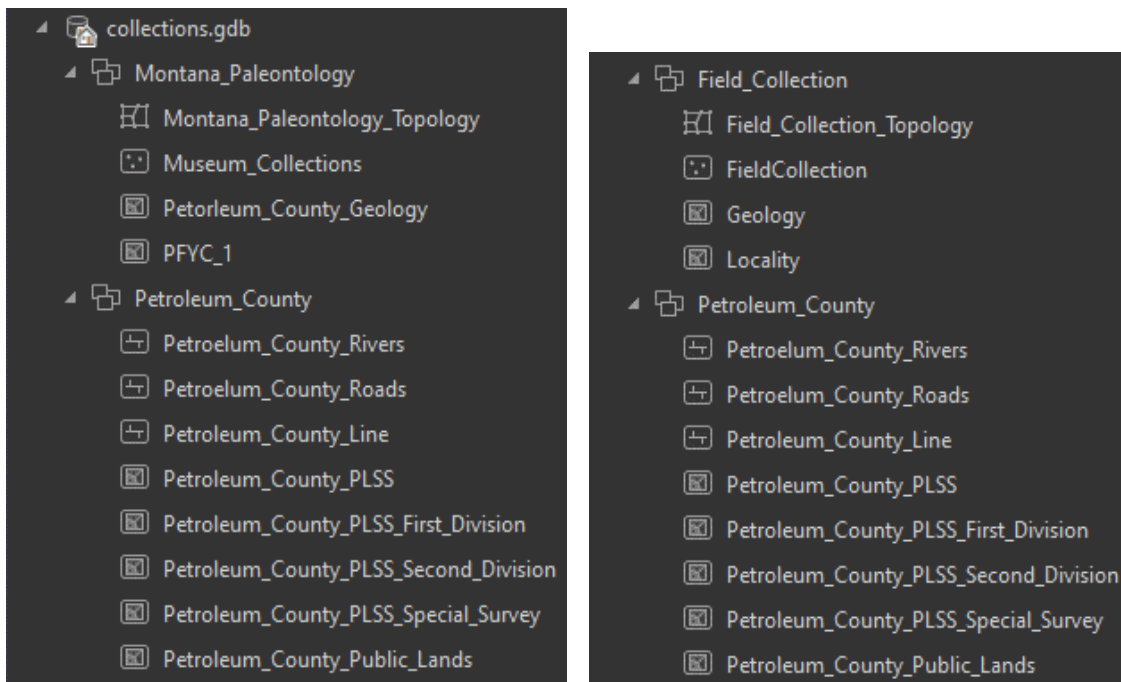 collections.gdb
Montana_Paleontology
Montana_Paleontology_Topology
Museum_Collections
Petorleum_County_Geology
PFYC_1
Petroleum_County
Petroelum_County_Rivers
Petroelum_County_Roads
Petroleum_County_Line
Petroleum_County_PLSS
Petroleum_County_PLSS_First_Division
Petroleum_County_PLSS_Second_Division
Petroleum_County_PLSS_Special_Survey
Petroleum_County_Public_Lands
Field_Collection
Field_Collection_Topology
FieldCollection
Geology
Locality
Petroleum_County
Petroelum_County_Rivers
Petroelum_County_Roads
Petroleum_County_Line
Petroleum_County_PLSS
Petroleum_County_PLSS_First_Division
Petroleum_County_PLSS_Second_Division
Petroleum_County_PLSS_Special_Survey
Petroleum_County_Public_Lands